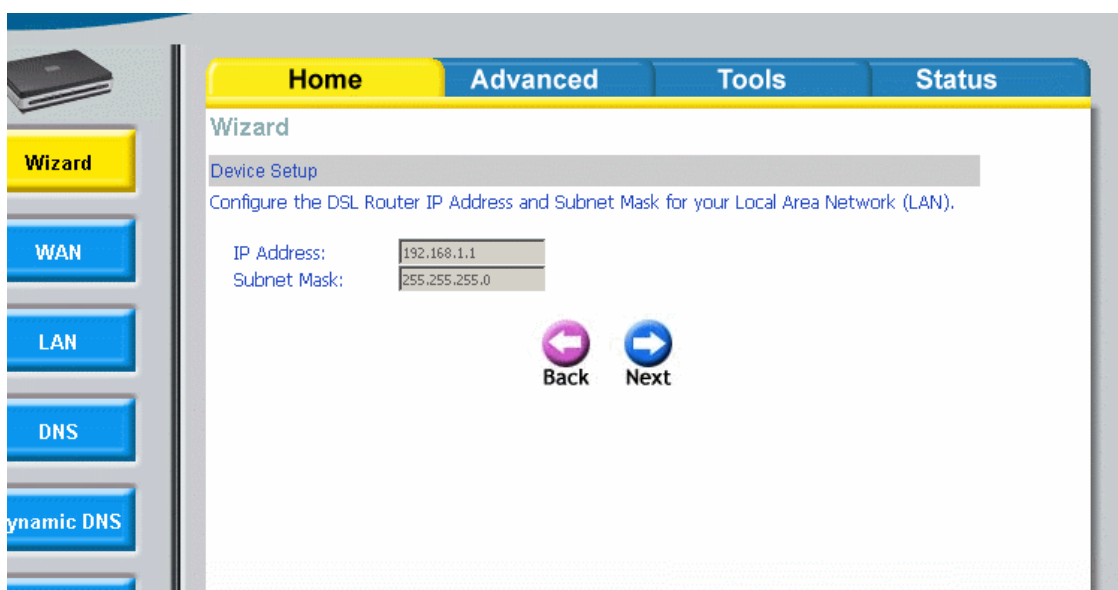 Home Advanced Tools Status
Wizard
Wizard
Device Setup
Configure the DSL Router IP Address and Subnet Mask for your Local Area Network (LAN).
WAN
IP Address: 192.168.1.1
Subnet Mask: 255.255.255.0
LAN
Back Next
DNS
ynamic DNS